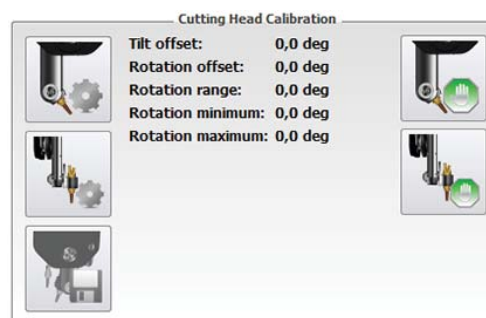 Cutting Head Calibration
Tilt offset: 0,0 deg
Rotation offset: 0,0 deg
Rotation range: 0,0 deg
Rotation minimum: 0,0 deg
Rotation maximum: 0,0 deg